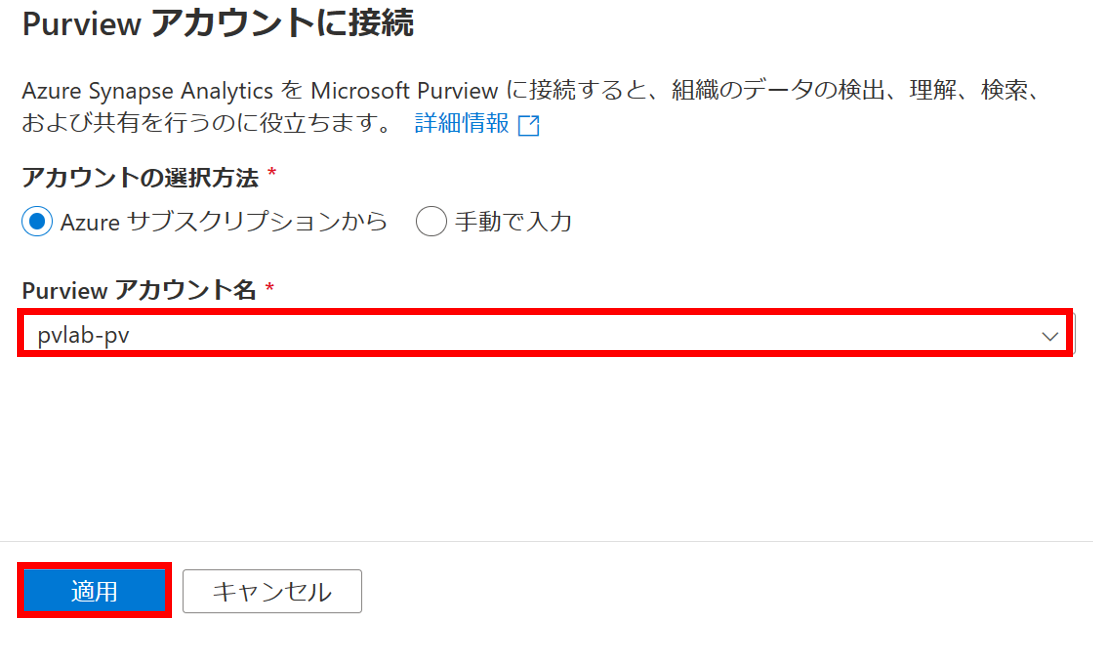 Purview アカウントに接続
Azure Synapse Analytics を Microsoft Purview に接続すると、組織のデータの検出、理解、検索、
および共有を行うのに役立ちます。 詳細情報
アカウントの選択方法 *
Azure サブスクリプションから 手動で入力
Purview アカウント名 *
pvlab-pv
適用 キャンセル